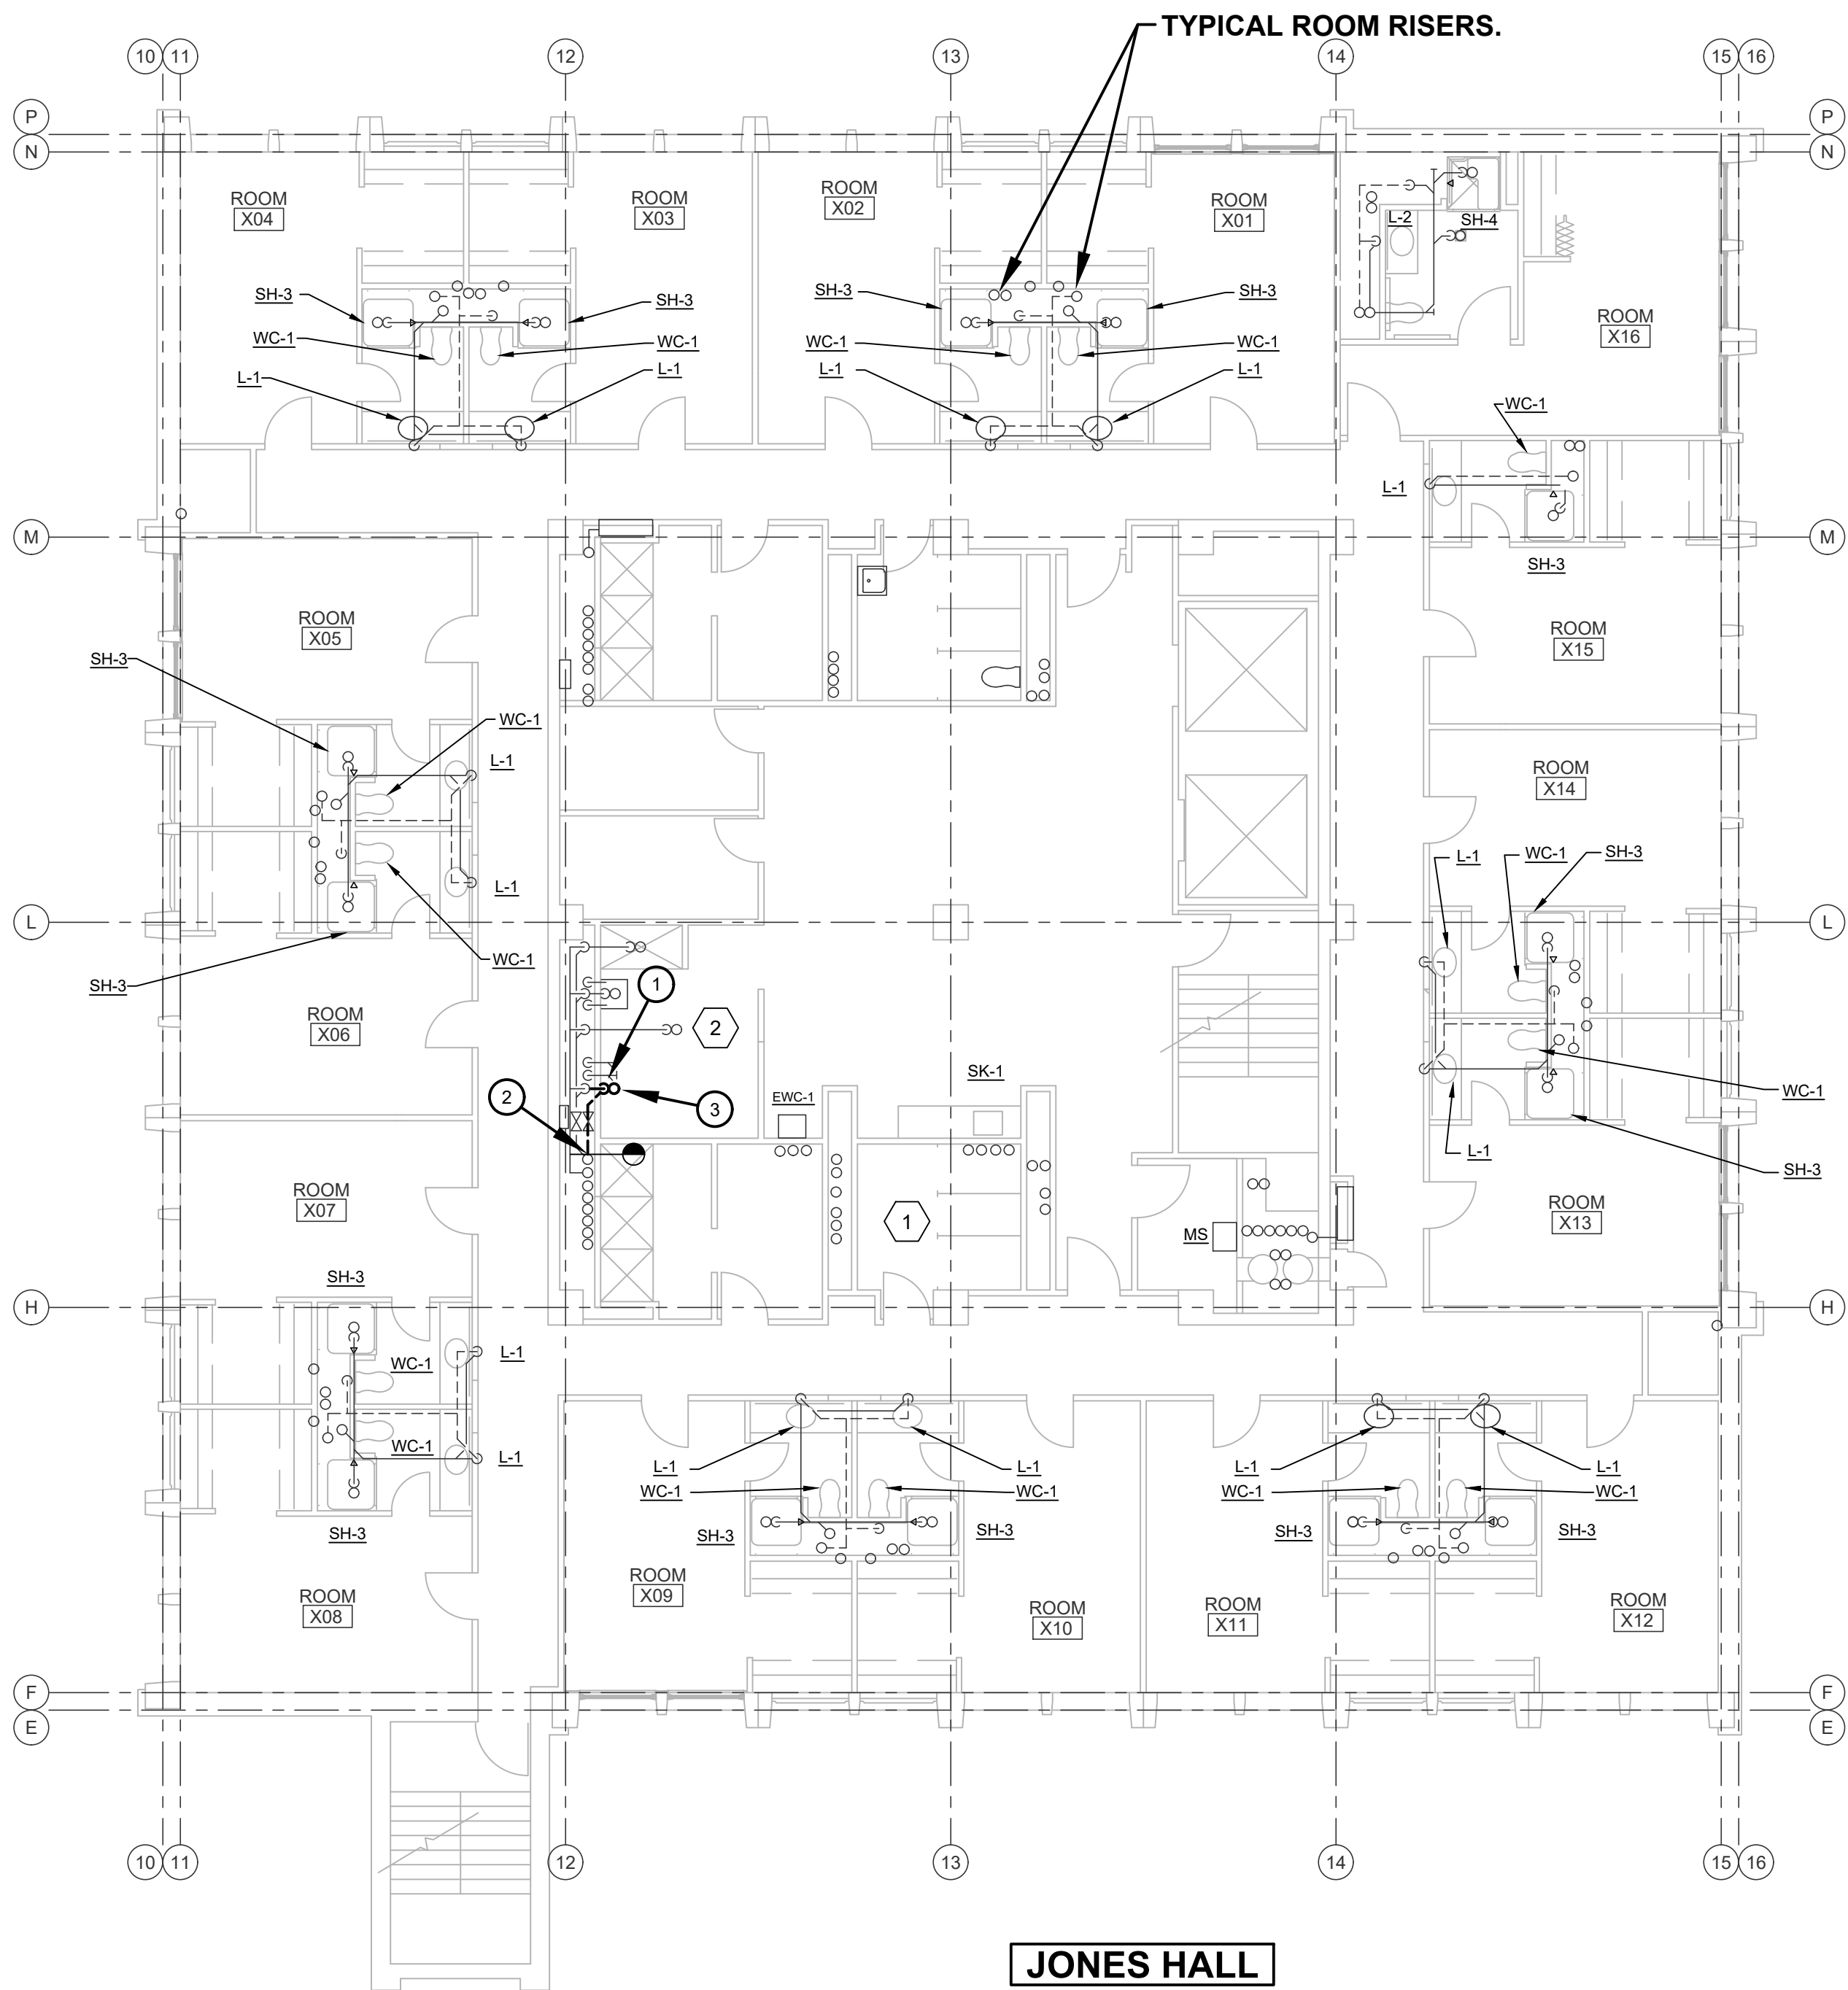 TYPICAL ROOM RISERS.
10 11 12 13 14 15 16
P P
N N
ROOM
X04
ROOM
X03
ROOM
X02
ROOM
X01
L-2
SH-4
SH-3
SH-3
SH-3
SH-3
ROOM
X16
WC-1
WC-1
WC-1
WC-1
L-1
L-1
L-1
L-1
WC-1
L-1
M M
SH-3
ROOM
X05
ROOM
X15
SH-3
WC-1
L-1
ROOM
X14
L-1
WC-1
SH-3
L-1
L L
WC-1
SH-3
1
2
ROOM
X06
SK-1
2
EWC-1
3
WC-1
L-1
SH-3
ROOM
X07
1
MS
ROOM
X13
SH-3
H H
L-1
WC-1
WC-1
L-1
L-1
L-1
L-1
L-1
WC-1
WC-1
WC-1
WC-1
SH-3
SH-3
SH-3
SH-3
SH-3
ROOM
X08
ROOM
X09
ROOM
X10
ROOM
X11
ROOM
X12
F F
E E
10 11 12 13 14 15 16
JONES HALL